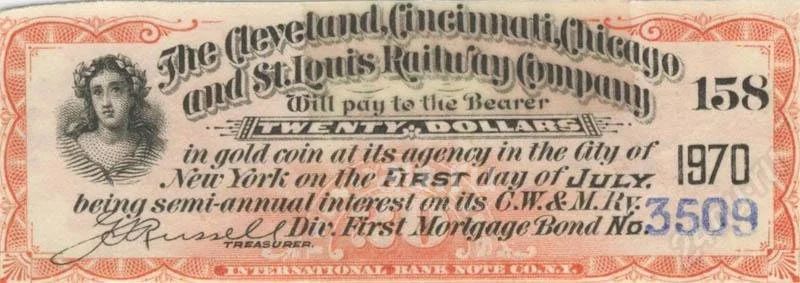 The Cleveland, Cincinnati, Chicago
and St. Louis Railway Company
158
Will pay to the Bearer
TWENTY DOLLARS
in gold coin at its agency in the City of
New York on the FIRST day of JULY.
1970
being semi-annual interest on its C.W. & M. Ry.
Div. First Mortgage Bond No. 3509
Russell
TREASURER.
INTERNATIONAL BANK NOTE CO. N.Y.